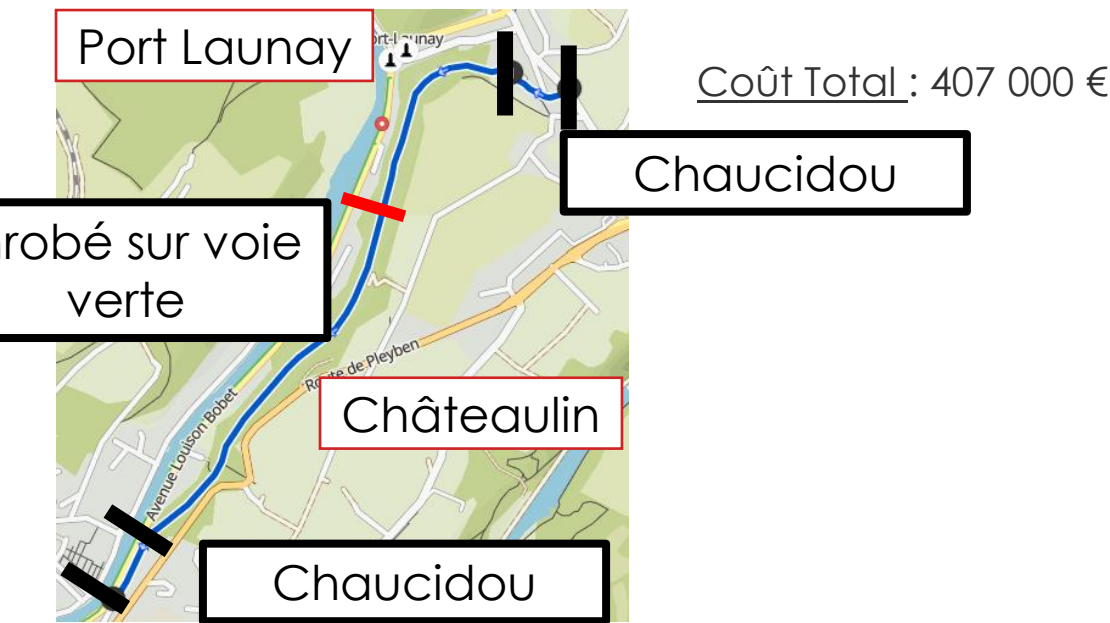 Port Launay
Coût Total : 407 000 €
Chaucidou
robé sur voie
verte
Route de Pleyben
Châteaulin
Avenue Louison Bobet
Chaucidou